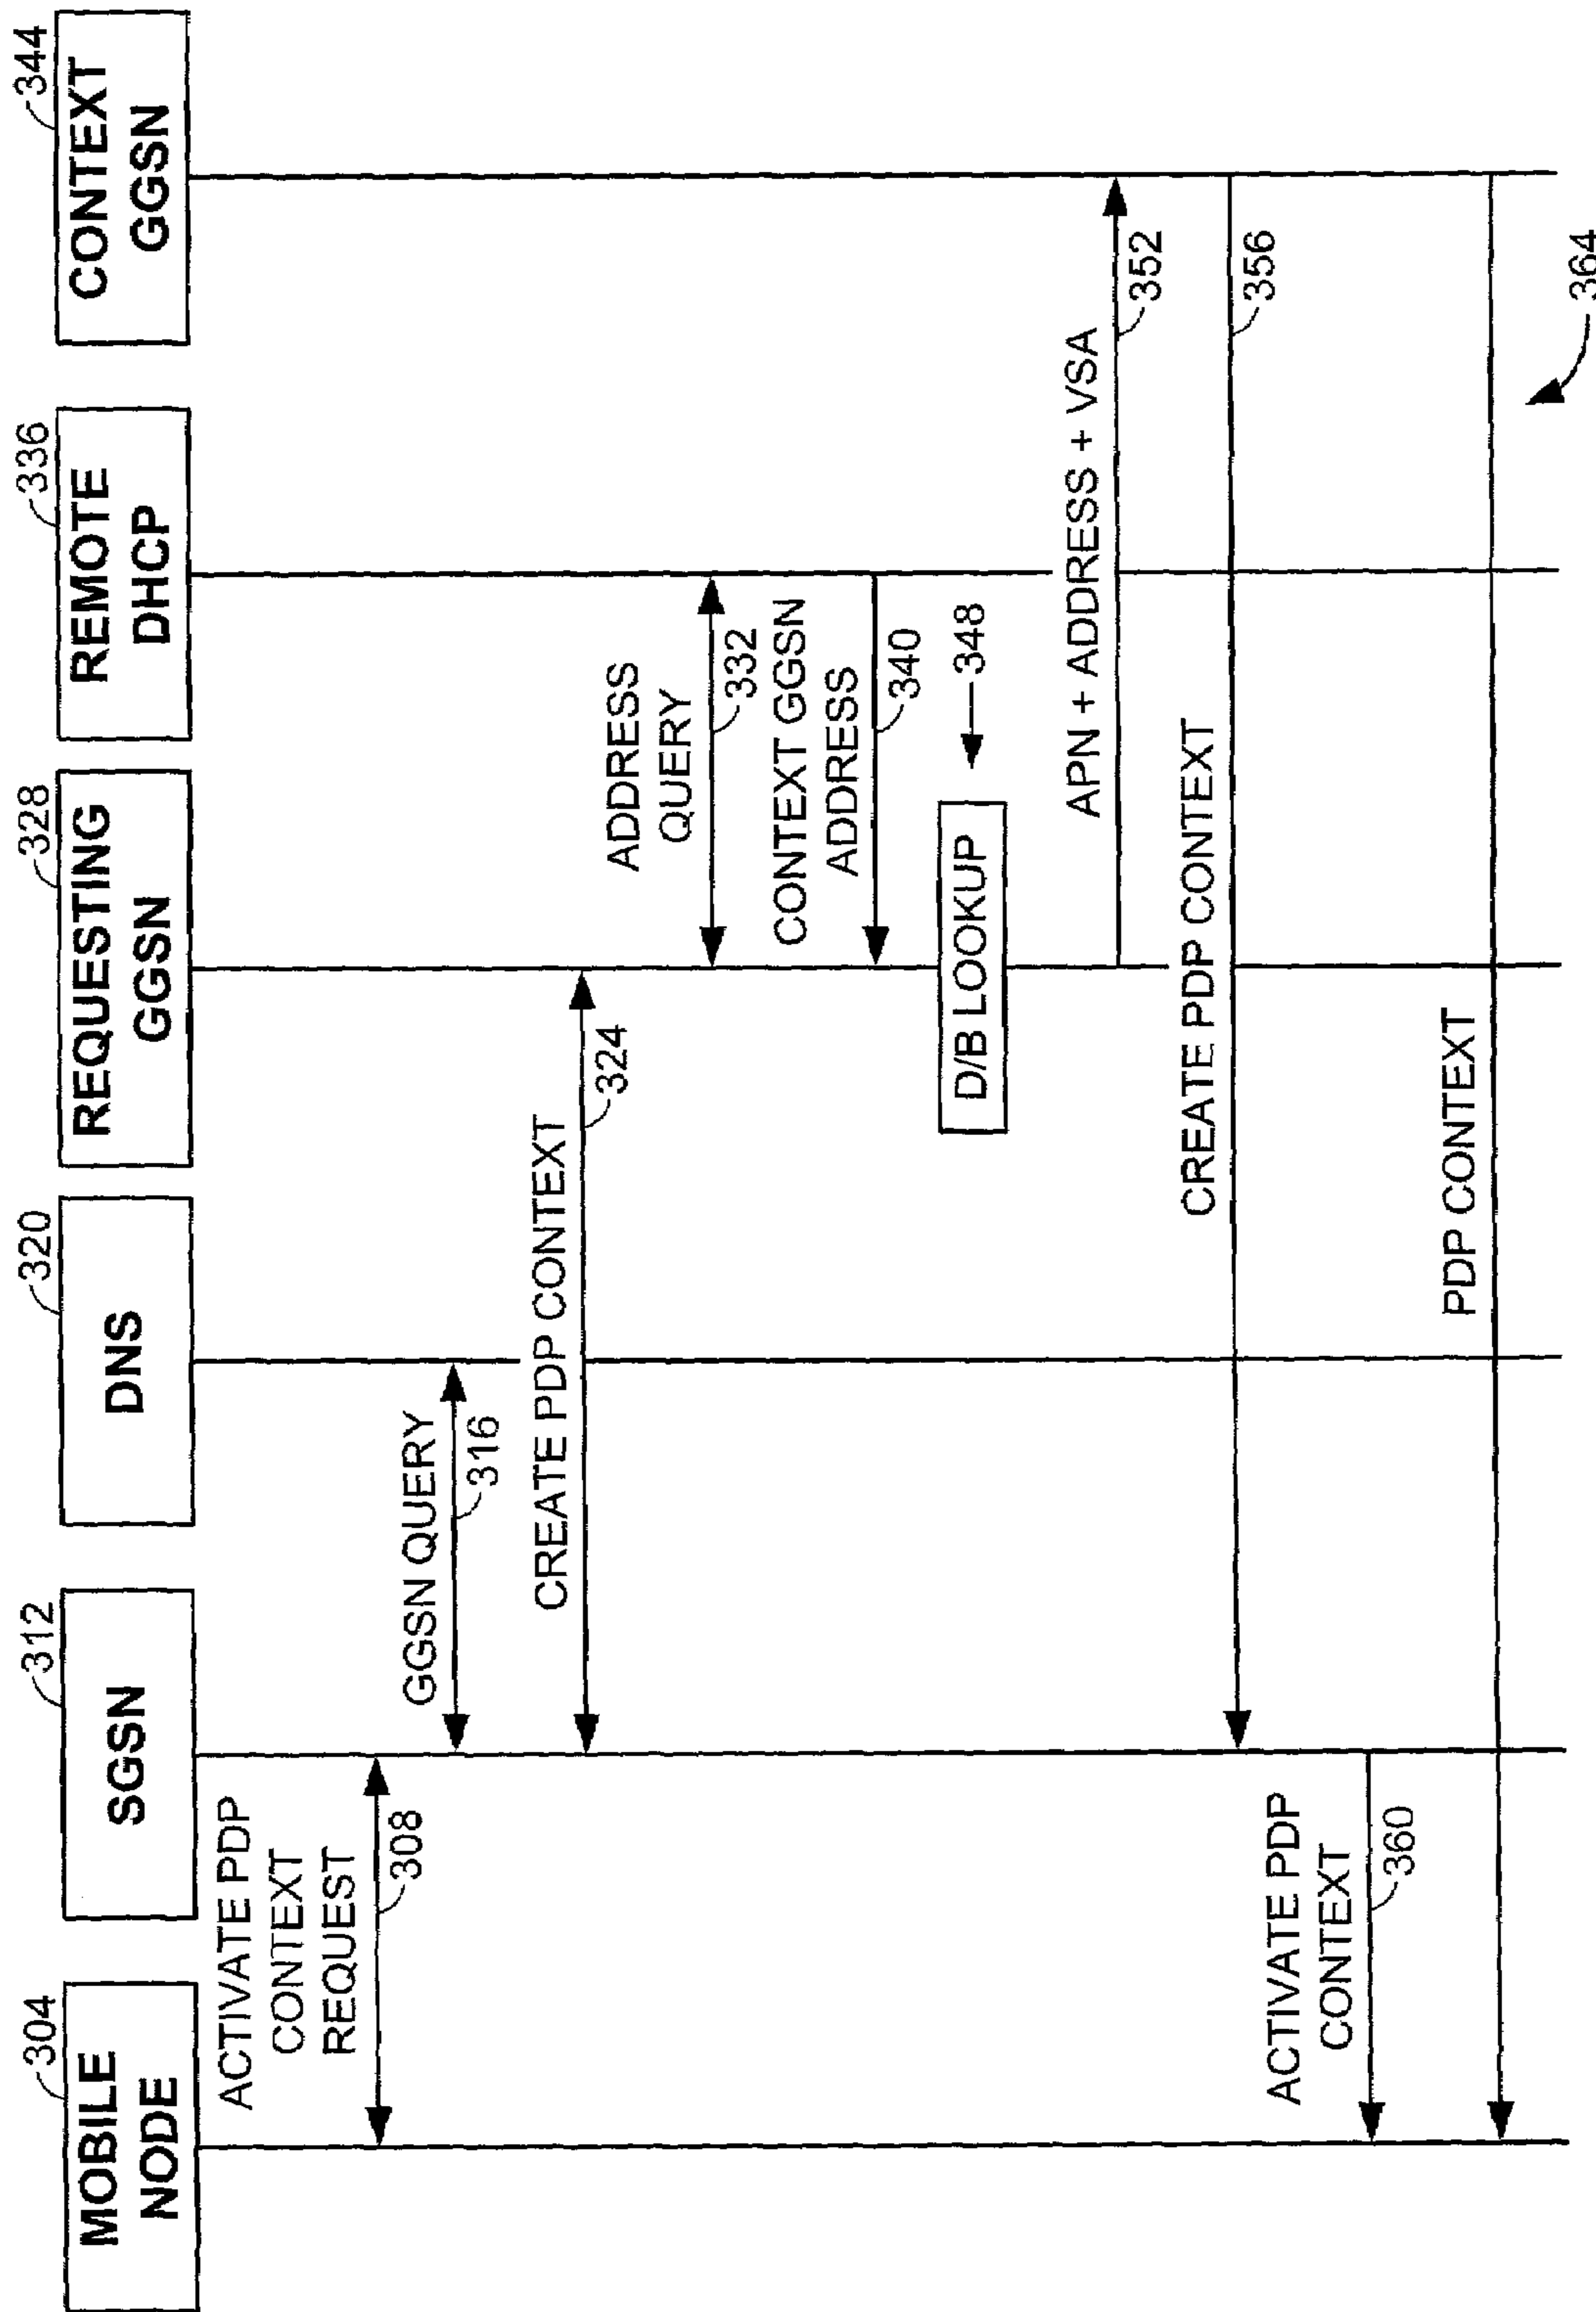 MOBILE
NODE
304
SGSN
312
DNS
320
REQUESTING
GGSN
328
REMOTE
DHCP
336
CONTEXT
GGSN
344
ACTIVATE PDP
CONTEXT
REQUEST
308
GGSN QUERY
316
CREATE PDP CONTEXT
324
ADDRESS
QUERY
332
CONTEXT GGSN
ADDRESS
340
D/B LOOKUP
348
APN + ADDRESS + VSA
352
CREATE PDP CONTEXT
356
ACTIVATE PDP
CONTEXT
360
PDP CONTEXT
364